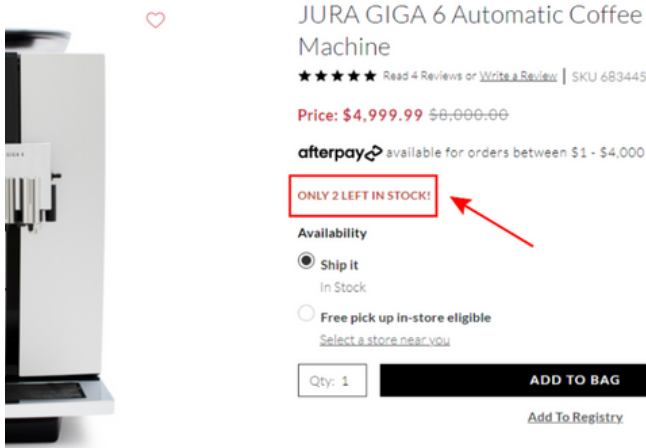 JURA GIGA 6 Automatic Coffee
Machine
★★★★★ Read 4 Reviews or Write a Review | SKU 683445
Price: $4,999.99 $8,000.00
afterpay available for orders between $1 - $4,000
ONLY 2 LEFT IN STOCK!
Availability
Ship it
In Stock
Free pick up in-store eligible
Select a store near you
Qty: 1
ADD TO BAG
Add To Registry